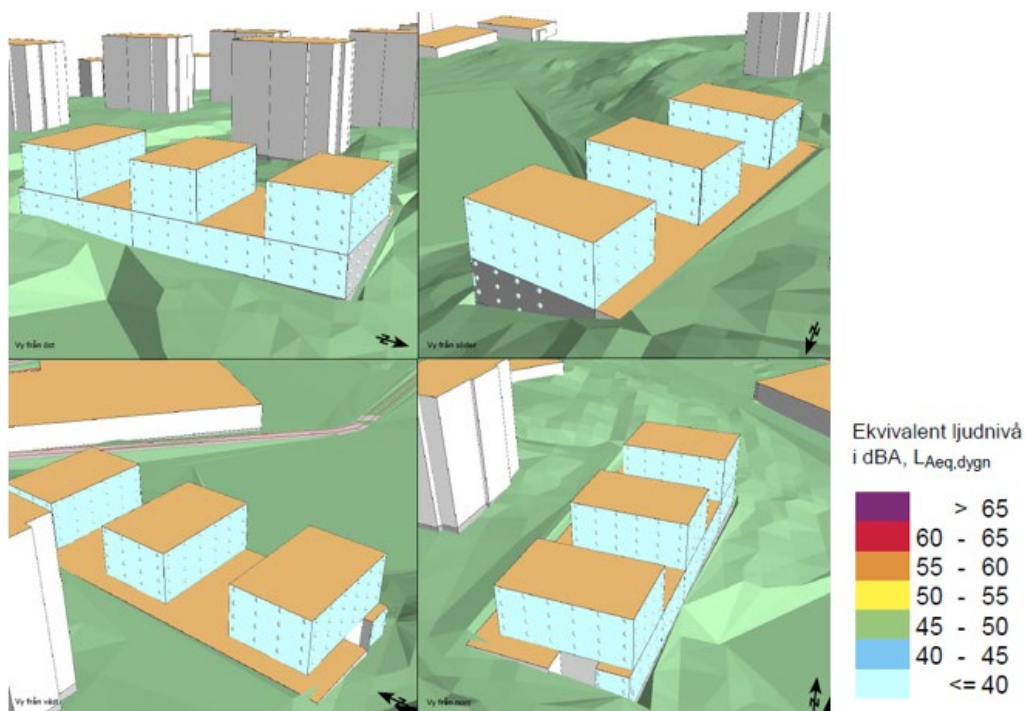 Vy från öst
Vy från söder
Vy från väst
Vy från norr
Ekvivalent ljudnivå
i dBA, LAeq,dygn
> 65
60 - 65
55 - 60
50 - 55
45 - 50
40 - 45
<= 40